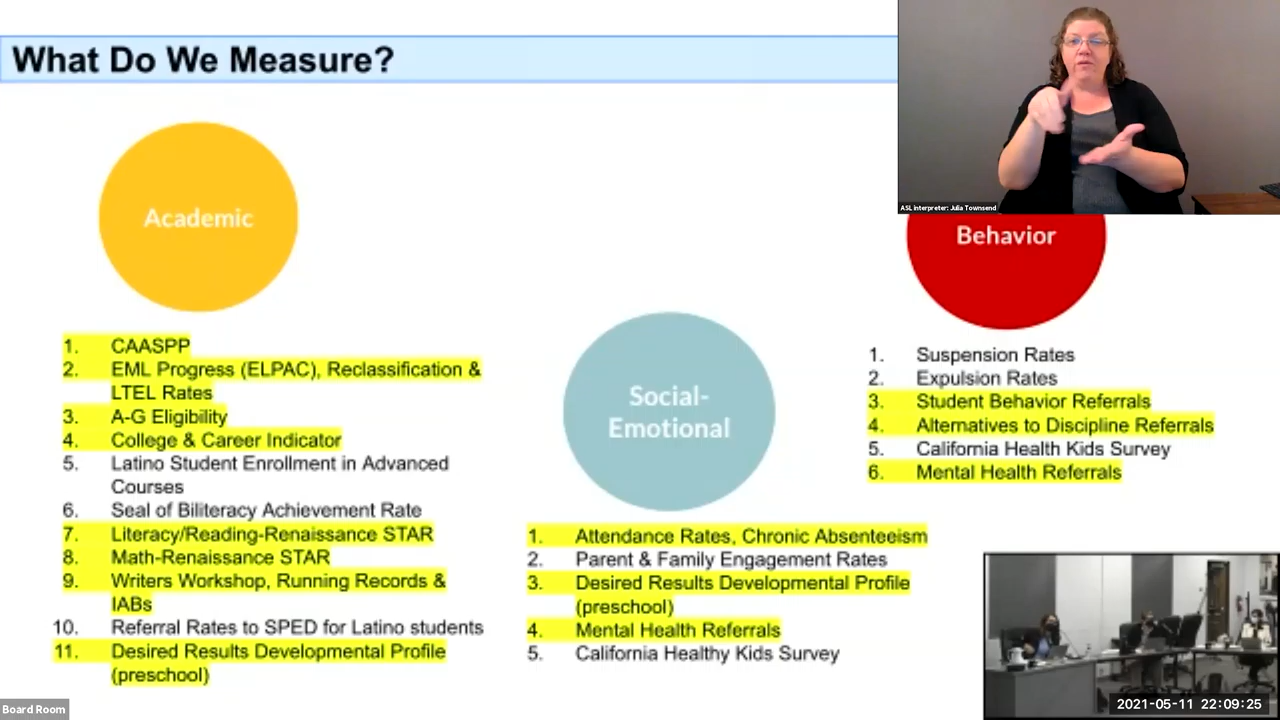 What Do We Measure?
ASL Interpreter: Julia Townsend
Academic
1. CAASPP
2. EML Progress (ELPAC), Reclassification &
LTEL Rates
3. A-G Eligibility
4. College & Career Indicator
5. Latino Student Enrollment in Advanced
Courses
6. Seal of Biliteracy Achievement Rate
7. Literacy/Reading-Renaissance STAR
8. Math-Renaissance STAR
9. Writers Workshop, Running Records &
IABs
10. Referral Rates to SPED for Latino students
11. Desired Results Developmental Profile
(preschool)
Social-
Emotional
1. Attendance Rates, Chronic Absenteeism
2. Parent & Family Engagement Rates
3. Desired Results Developmental Profile
(preschool)
4. Mental Health Referrals
5. California Healthy Kids Survey
Behavior
1. Suspension Rates
2. Expulsion Rates
3. Student Behavior Referrals
4. Alternatives to Discipline Referrals
5. California Health Kids Survey
6. Mental Health Referrals
Board Room
2021-05-11 22:09:25